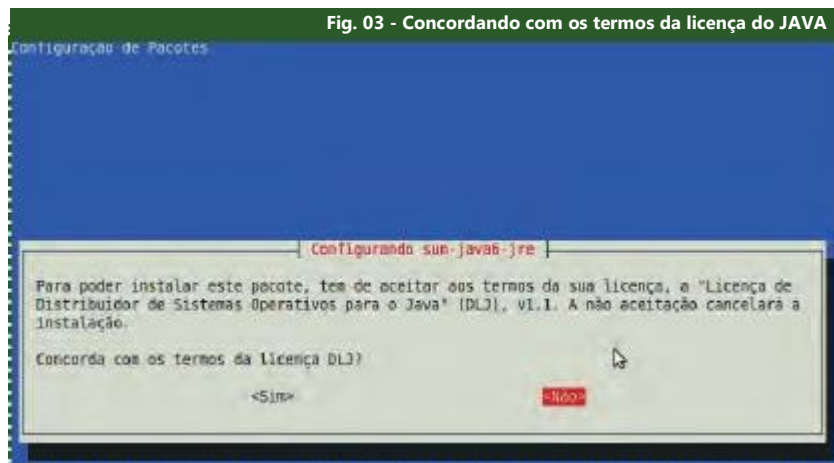 Fig. 03 - Concordando com os termos da licença do JAVA
Configuração de Pacotes
Configurando sun-java6-jre
Para poder instalar este pacote, tem de aceitar aos termos da sua licença, a "Licença de
Distribuidor de Sistemas Operativos para o Java" (DLJ), v1.1. A não aceitação cancelará a
instalação.
Concorda com os termos da licença DLJ?
<Sim> <Não>